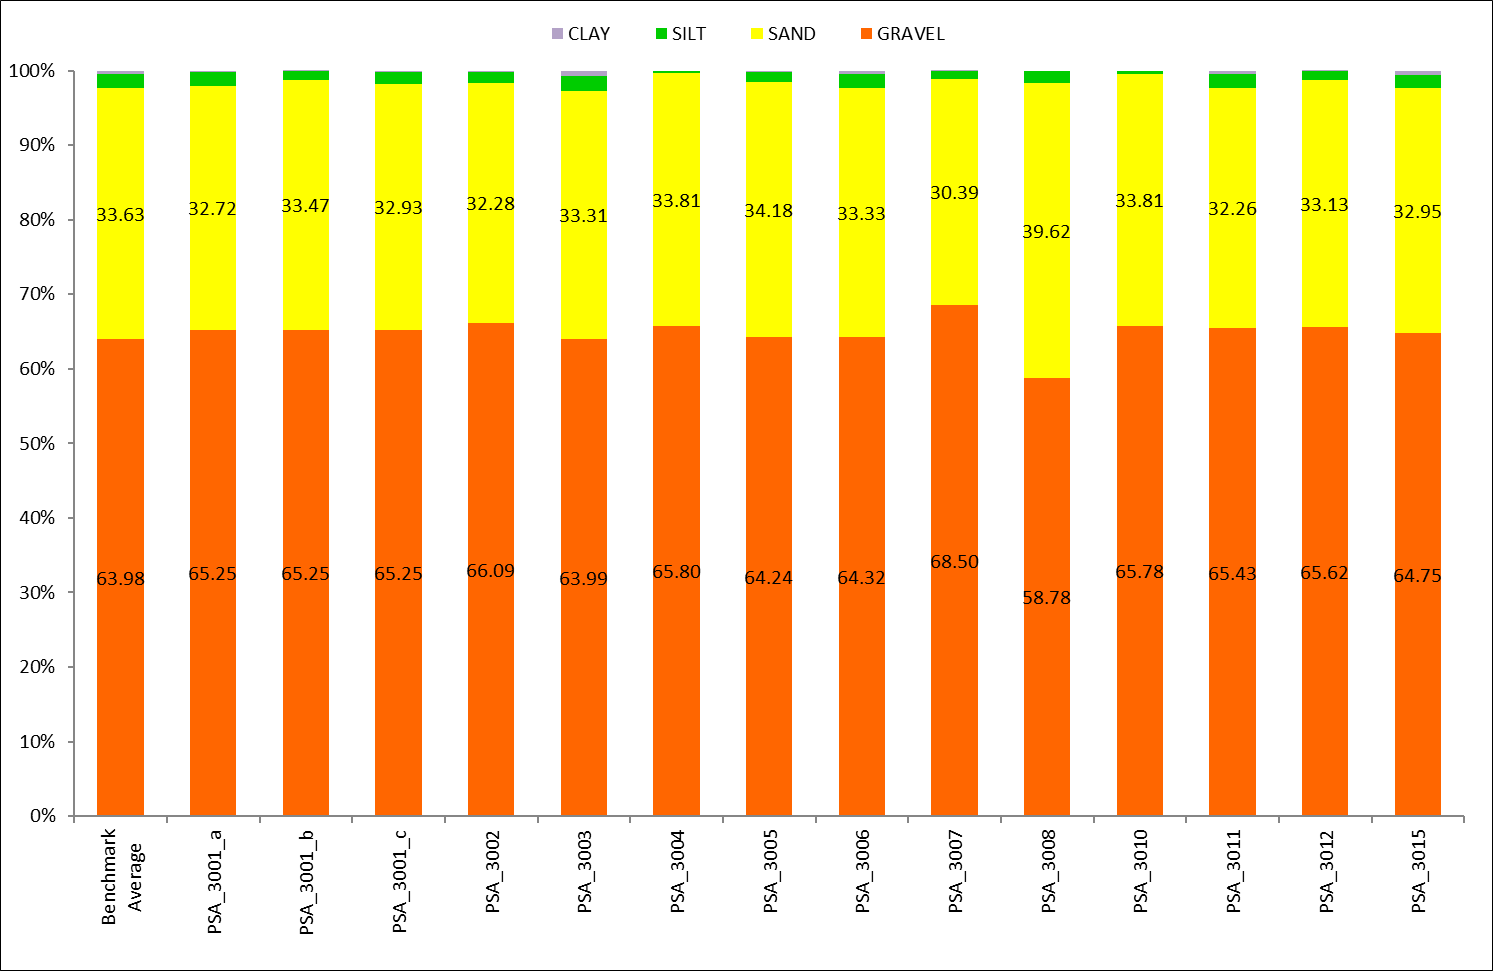 CLAY SILT SAND GRAVEL
100%
90%
80%
70%
60%
50%
40%
30%
20%
10%
0%
33.63 32.72 33.47 32.93 32.28 33.31 33.81 34.18 33.33 30.39 39.62 33.81 32.26 33.13 32.95
63.98 65.25 65.25 65.25 66.09 63.99 65.80 64.24 64.32 68.50 58.78 65.78 65.43 65.62 64.75
Benchmark
Average
PSA_3001_a
PSA_3001_b
PSA_3001_c
PSA_3002
PSA_3003
PSA_3004
PSA_3005
PSA_3006
PSA_3007
PSA_3008
PSA_3010
PSA_3011
PSA_3012
PSA_3015